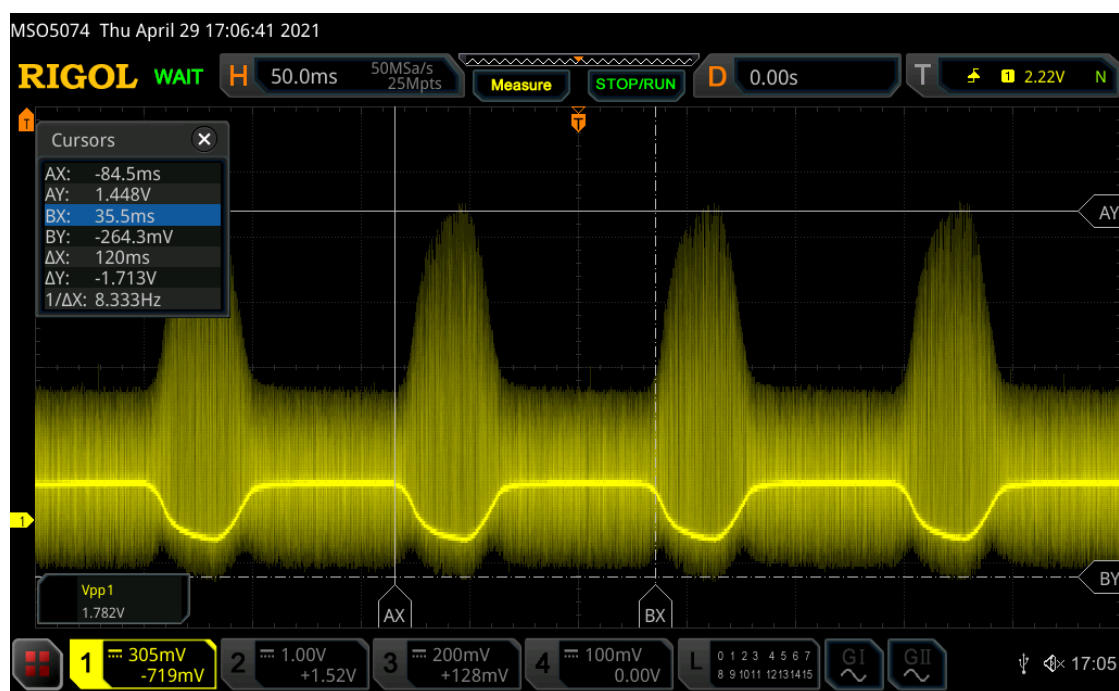 MSO5074 Thu April 29 17:06:41 2021
RIGOL WAIT H 50.0ms 50MSa/s 25Mpts Measure STOP/RUN D 0.00s T 1 2.22V N
T
T
Cursors
AX: -84.5ms
AY: 1.448V
BX: 35.5ms
BY: -264.3mV
ΔX: 120ms
ΔY: -1.713V
1/ΔX: 8.333Hz
AY
1
BY
Vpp1
1.782V
AX BX
1 305mV -719mV 2 1.00V +1.52V 3 200mV +128mV 4 100mV 0.00V L 0 1 2 3 4 5 6 7 8 9 10 11 12 13 14 15 GI GII 17:05